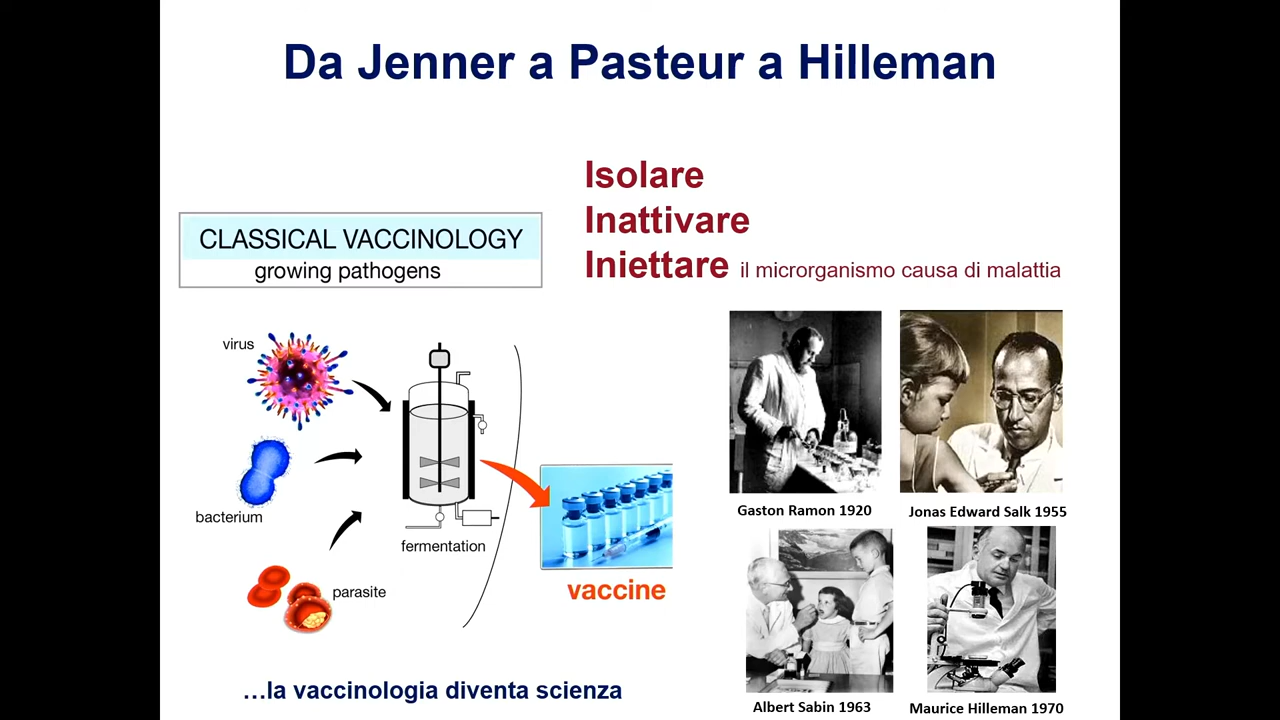 Da Jenner a Pasteur a Hilleman
Isolare
Inattivare
Iniettare il microrganismo causa di malattia
CLASSICAL VACCINOLOGY
growing pathogens
virus
bacterium
parasite
fermentation
vaccine
Gaston Ramon 1920
Jonas Edward Salk 1955
Albert Sabin 1963
Maurice Hilleman 1970
…la vaccinologia diventa scienza